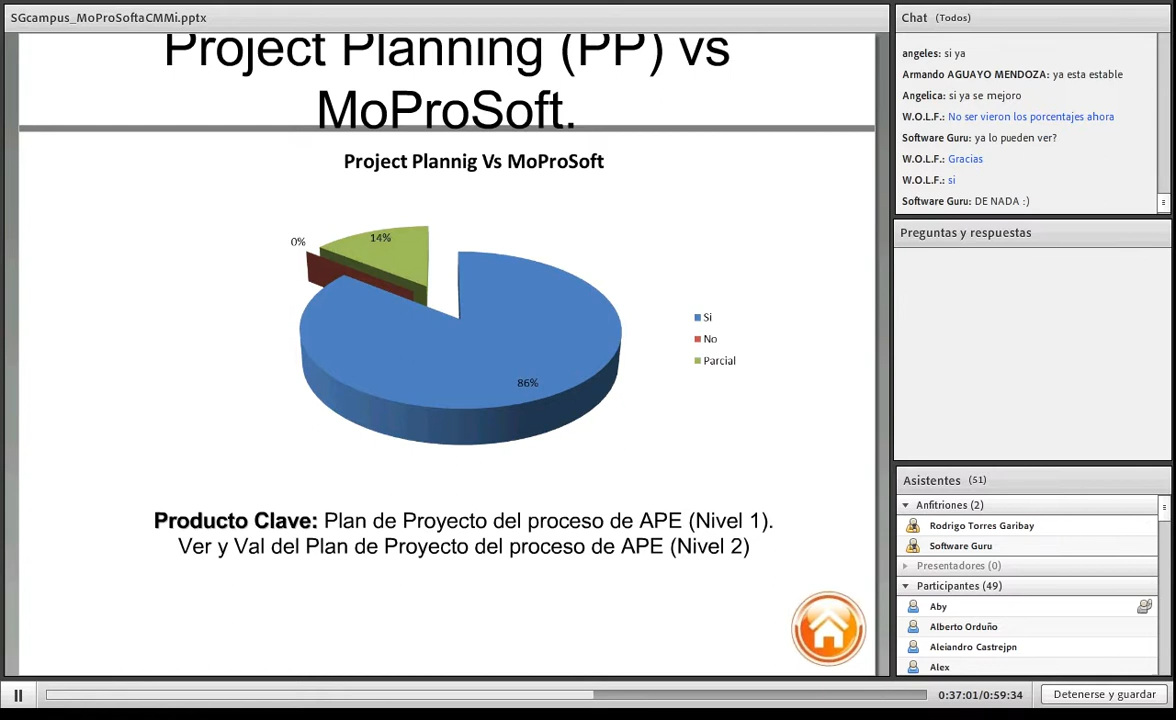 SGcampus_MoProSoftaCMMi.pptx
Project Planning (PP) vs
MoProSoft.
Project Plannig Vs MoProSoft
0%
14%
86%
Si
No
Parcial
Producto Clave: Plan de Proyecto del proceso de APE (Nivel 1).
Ver y Val del Plan de Proyecto del proceso de APE (Nivel 2)
Chat (Todos)
angeles: si ya
Armando AGUAYO MENDOZA: ya esta estable
Angelica: si ya se mejoro
W.O.L.F.: No ser vieron los porcentajes ahora
Software Guru: ya lo pueden ver?
W.O.L.F.: Gracias
W.O.L.F.: si
Software Guru: DE NADA :)
Preguntas y respuestas
Asistentes (51)
Anfitriones (2)
Rodrigo Torres Garibay
Software Guru
Presentadores (0)
Participantes (49)
Aby
Alberto Orduño
Alejandro Castrejpn
Alex
0:37:01/0:59:34
Detenerse y guardar